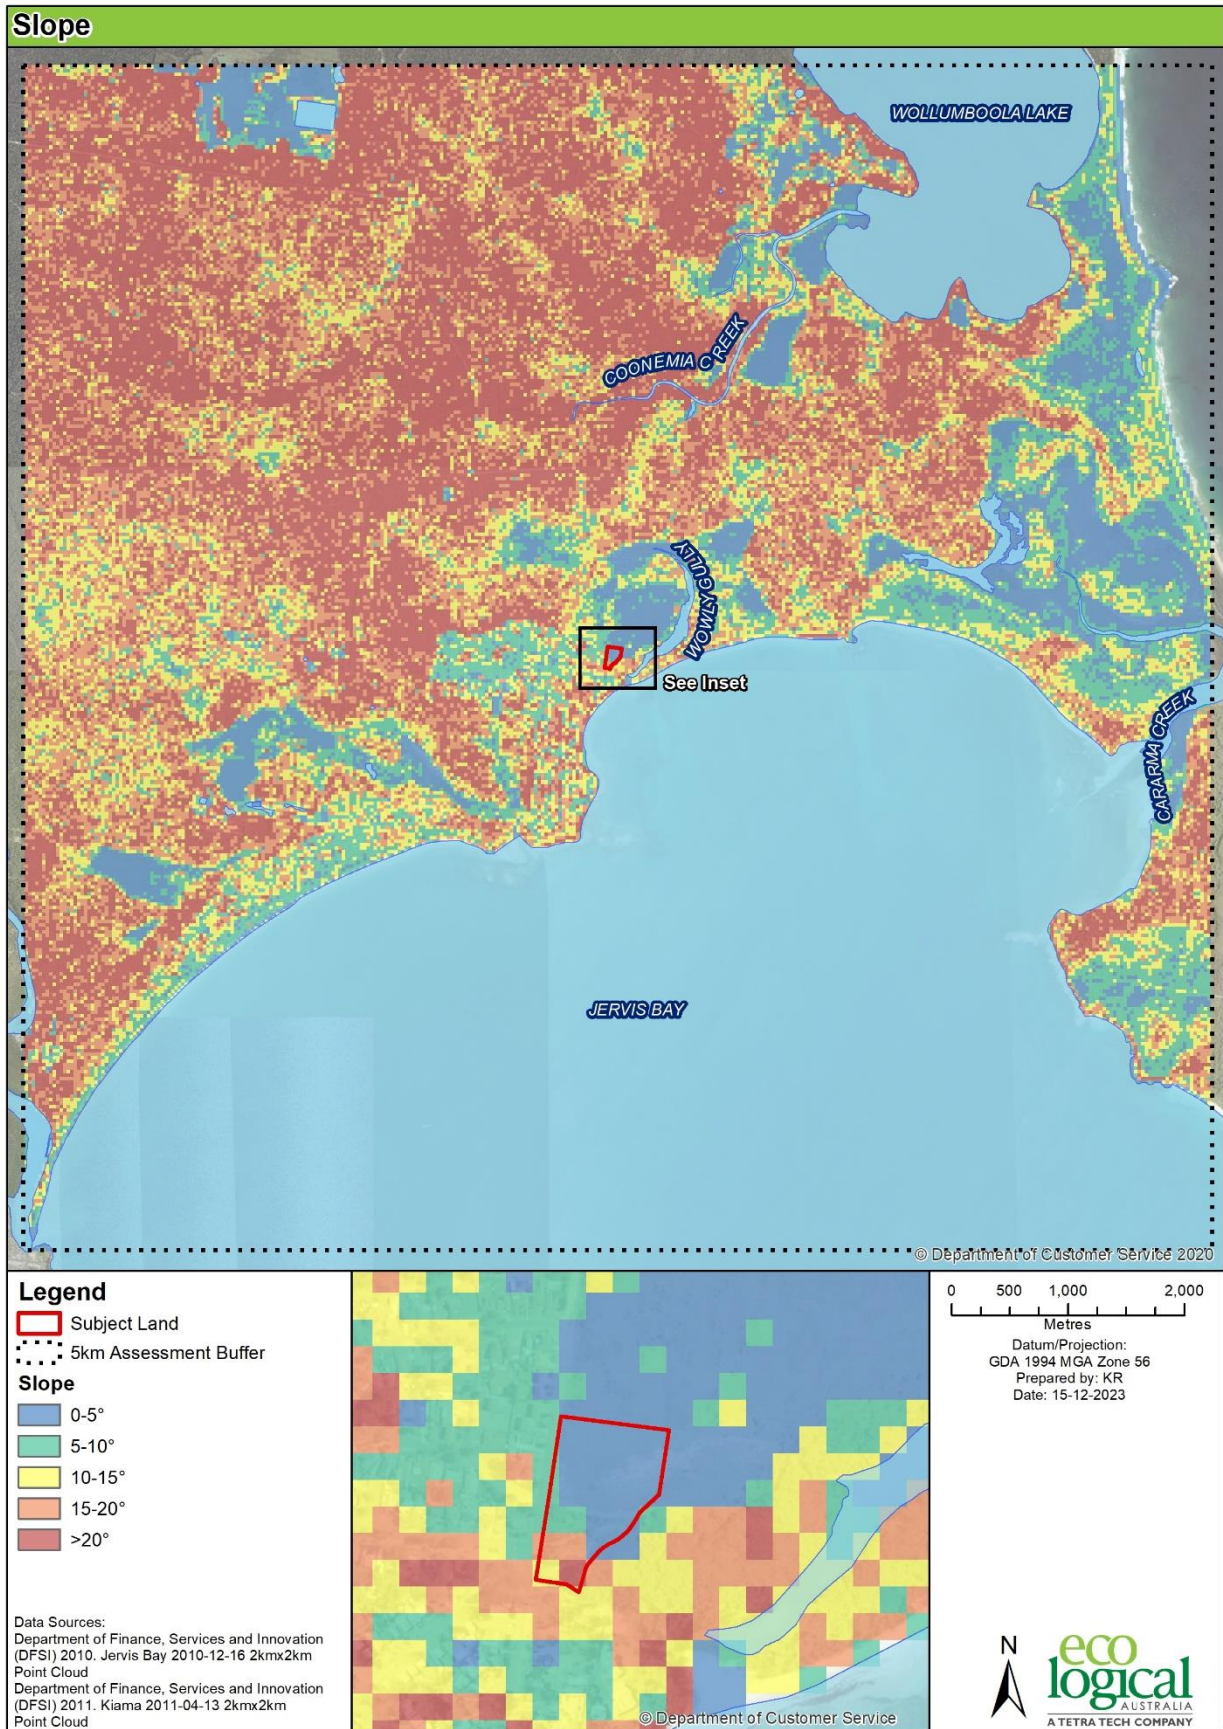 Slope
WOLLUMBOOLA LAKE
COONEMIA CREEK
WOWLY GULLY
See Inset
CARARMA CREEK
JERVIS BAY
© Department of Customer Service 2020
Legend
Subject Land
5km Assessment Buffer
Slope
0-5°
5-10°
10-15°
15-20°
>20°
Data Sources:
Department of Finance, Services and Innovation
(DFSI) 2010. Jervis Bay 2010-12-16 2kmx2km
Point Cloud
Department of Finance, Services and Innovation
(DFSI) 2011. Kiama 2011-04-13 2kmx2km
Point Cloud
© Department of Customer Service
0 500 1,000 2,000
Metres
Datum/Projection:
GDA 1994 MGA Zone 56
Prepared by: KR
Date: 15-12-2023
N
eco
logical
AUSTRALIA
A TETRA TECH COMPANY